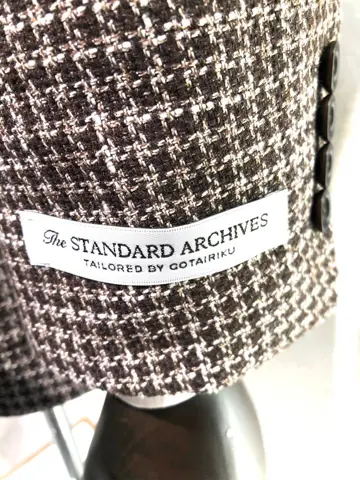 The STANDARD ARCHIVES
TAILORED BY GOTAIRIKU